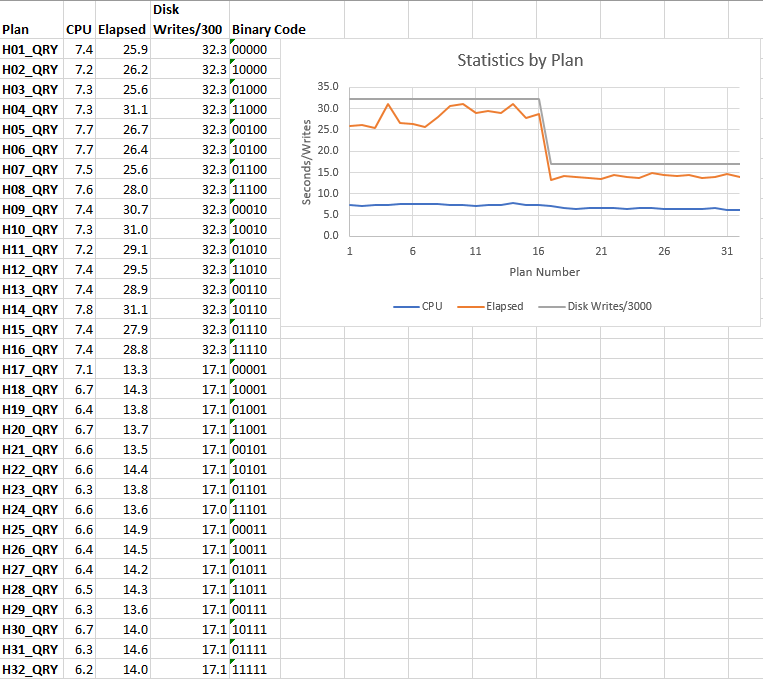 Disk
Plan CPU Elapsed Writes/300 Binary Code
H01_QRY 7.4 25.9 32.3 00000
H02_QRY 7.2 26.2 32.3 10000
H03_QRY 7.3 25.6 32.3 01000
H04_QRY 7.3 31.1 32.3 11000
H05_QRY 7.7 26.7 32.3 00100
H06_QRY 7.7 26.4 32.3 10100
H07_QRY 7.5 25.6 32.3 01100
H08_QRY 7.6 28.0 32.3 11100
H09_QRY 7.4 30.7 32.3 00010
H10_QRY 7.3 31.0 32.3 10010
H11_QRY 7.2 29.1 32.3 01010
H12_QRY 7.4 29.5 32.3 11010
H13_QRY 7.4 28.9 32.3 00110
H14_QRY 7.8 31.1 32.3 10110
H15_QRY 7.4 27.9 32.3 01110
H16_QRY 7.4 28.8 32.3 11110
H17_QRY 7.1 13.3 17.1 00001
H18_QRY 6.7 14.3 17.1 10001
H19_QRY 6.4 13.8 17.1 01001
H20_QRY 6.7 13.7 17.1 11001
H21_QRY 6.6 13.5 17.1 00101
H22_QRY 6.6 14.4 17.1 10101
H23_QRY 6.3 13.8 17.1 01101
H24_QRY 6.6 13.6 17.0 11101
H25_QRY 6.6 14.9 17.1 00011
H26_QRY 6.4 14.5 17.1 10011
H27_QRY 6.4 14.2 17.1 01011
H28_QRY 6.5 14.3 17.1 11011
H29_QRY 6.3 13.6 17.1 00111
H30_QRY 6.7 14.0 17.1 10111
H31_QRY 6.3 14.6 17.1 01111
H32_QRY 6.2 14.0 17.1 11111
Statistics by Plan
Seconds/Writes
35.0
30.0
25.0
20.0
15.0
10.0
5.0
0.0
1 6 11 16 21 26 31
Plan Number
CPU Elapsed Disk Writes/3000